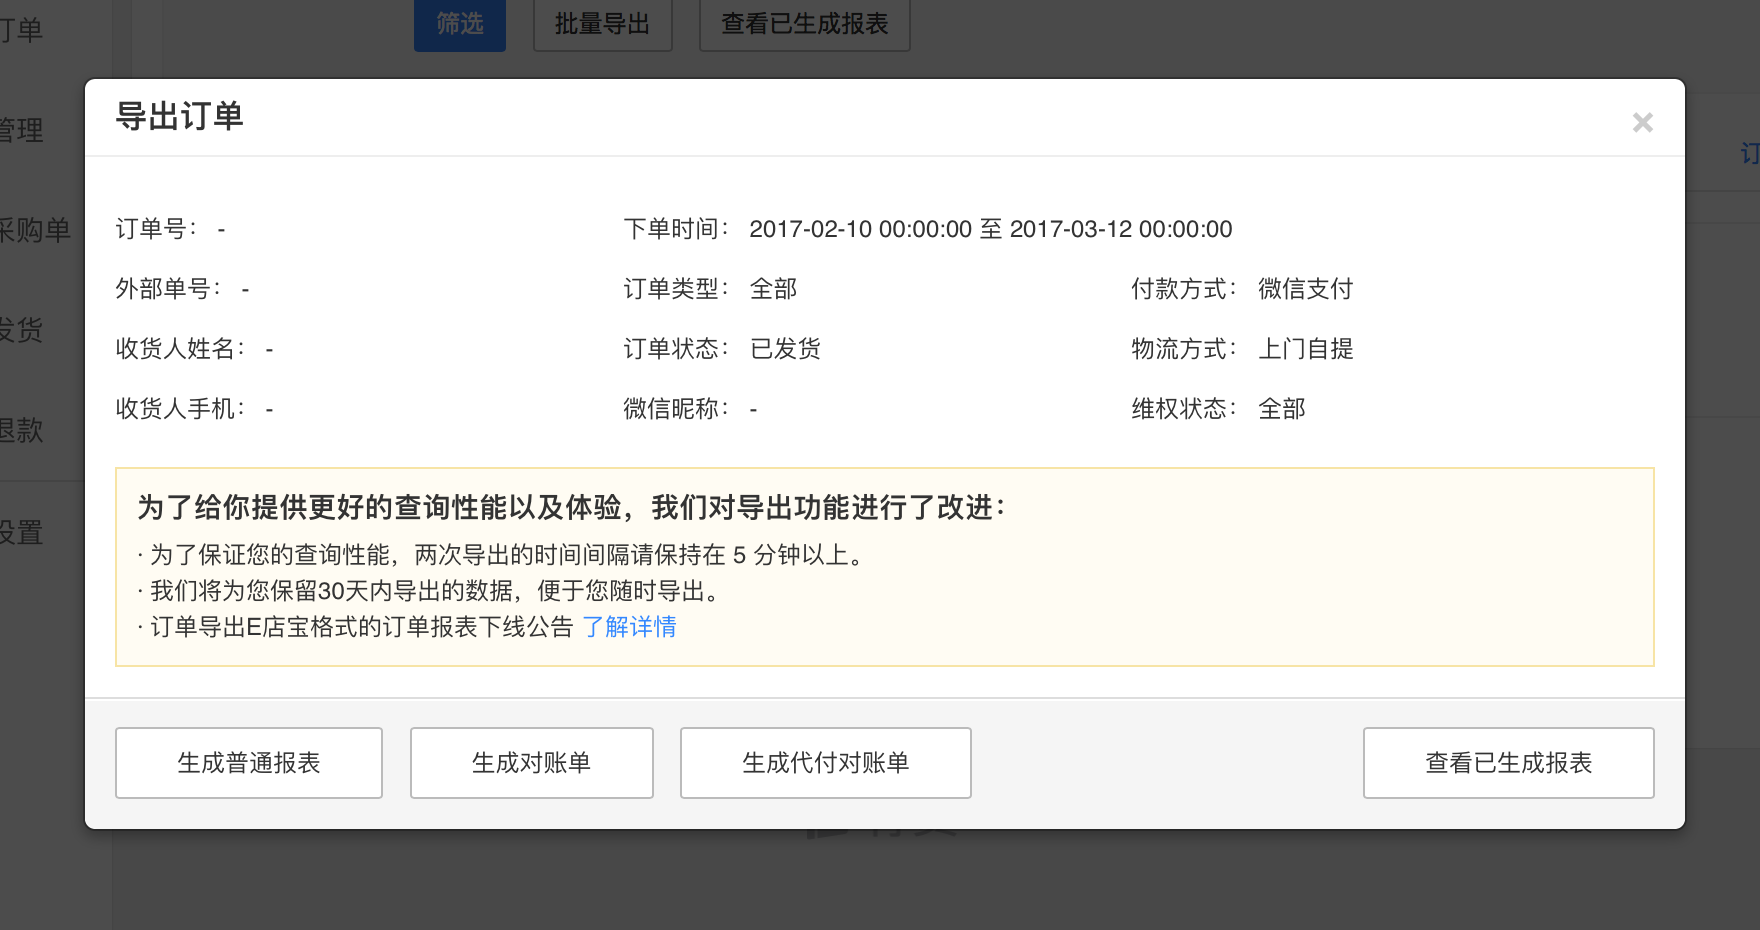 筛选 批量导出 查看已生成报表
订单
导出订单
×
管理
订
采购单
订单号： -
下单时间： 2017-02-10 00:00:00 至 2017-03-12 00:00:00
外部单号： -
订单类型： 全部
付款方式： 微信支付
发货
收货人姓名： -
订单状态： 已发货
物流方式： 上门自提
收货人手机： -
微信昵称： -
维权状态： 全部
退款
设置
为了给你提供更好的查询性能以及体验，我们对导出功能进行了改进：
· 为了保证您的查询性能，两次导出的时间间隔请保持在 5 分钟以上。
· 我们将为您保留30天内导出的数据，便于您随时导出。
· 订单导出E店宝格式的订单报表下线公告 了解详情
生成普通报表 生成对账单 生成代付对账单 查看已生成报表